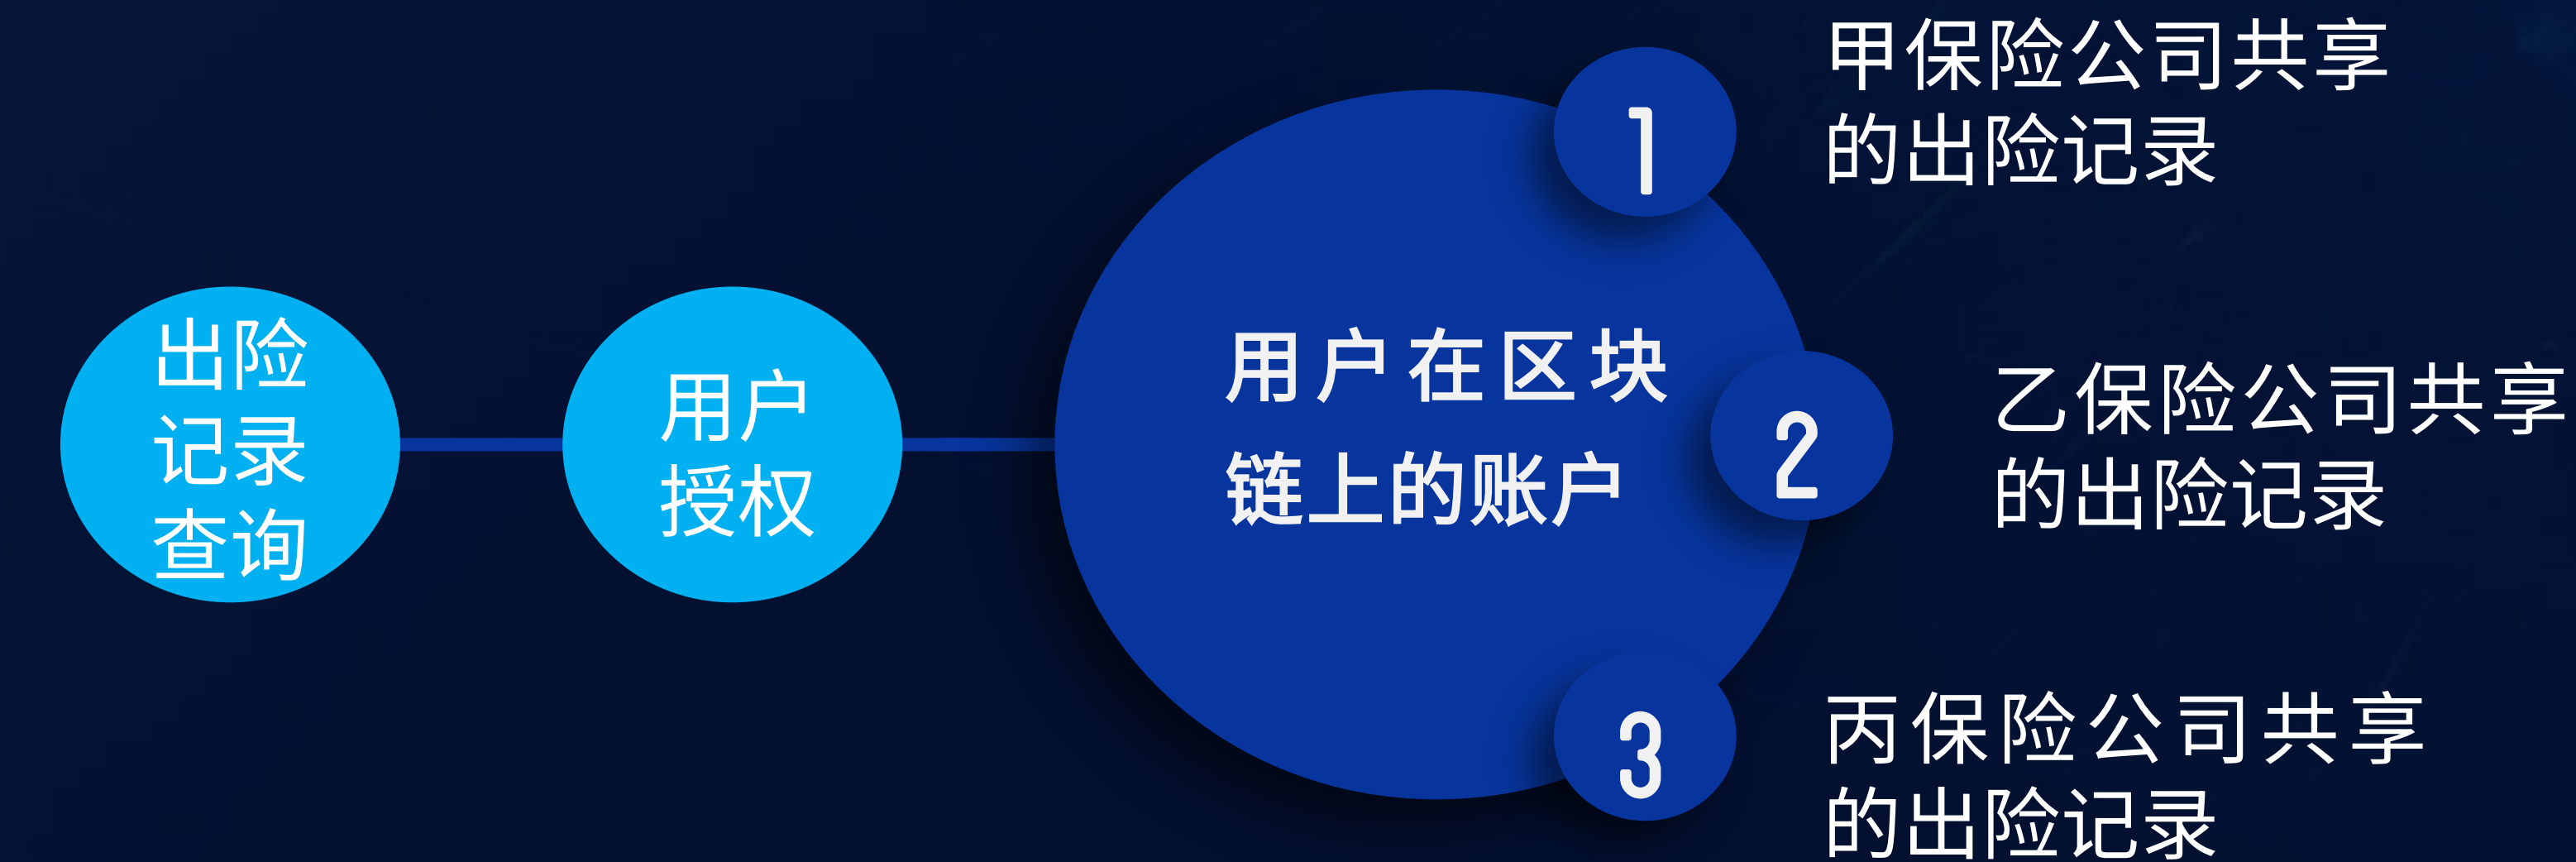 出险
记录
查询
用户
授权
用户在区块
链上的账户
1
甲保险公司共享
的出险记录
2
乙保险公司共享
的出险记录
3
丙保险公司共享
的出险记录